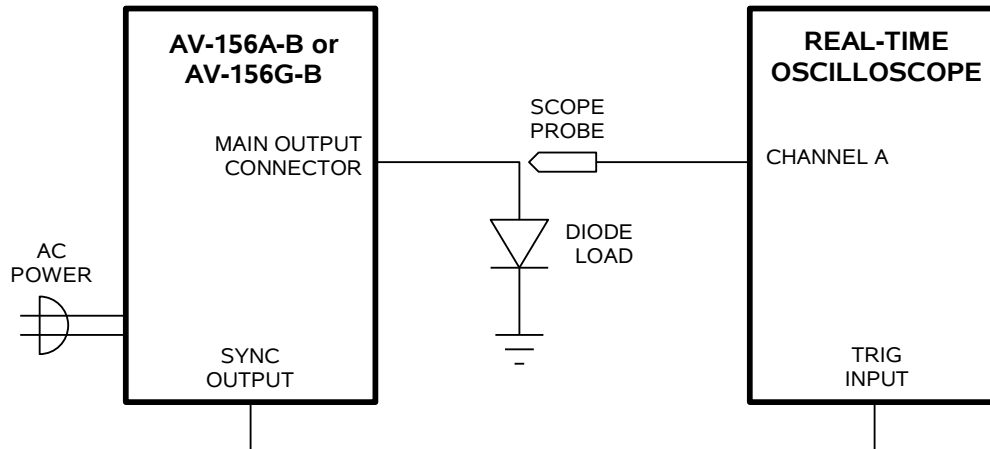 AV-156A-B or
AV-156G-B
MAIN OUTPUT
CONNECTOR
SYNC
OUTPUT
AC
POWER
SCOPE
PROBE
DIODE
LOAD
REAL-TIME
OSCILLOSCOPE
CHANNEL A
TRIG
INPUT